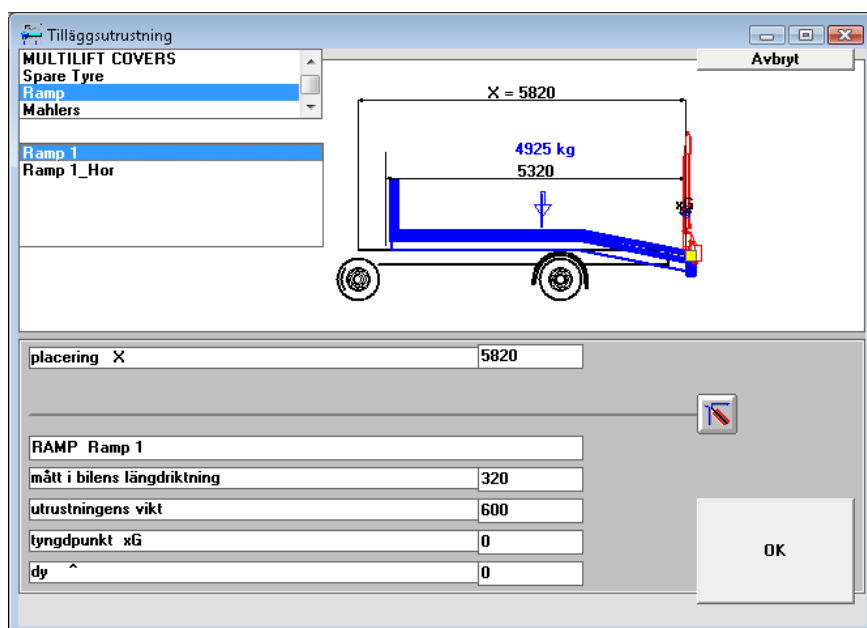 Tilläggsutrustning
MULTILIFT COVERS
Spare Tyre
Ramp
Mahlers
Avbryt
Ramp 1
Ramp 1_Hor
X = 5820
4925 kg
5320
xG
placering X
5820
RAMP Ramp 1
mått i bilens längdriktning
320
utrustningens vikt
600
tyngdpunkt xG
0
dy ^
0
OK